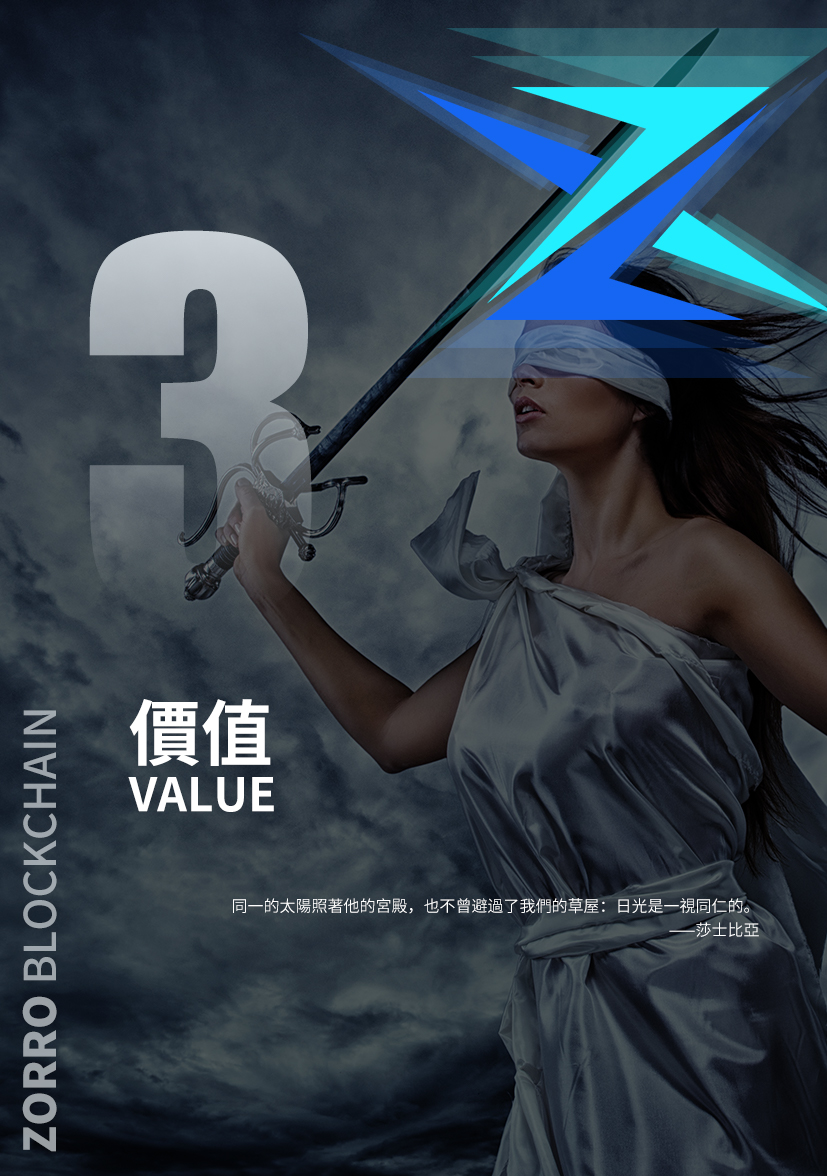 3
價值
VALUE
同一的太陽照著他的宮殿，也不曾避過了我們的草屋：日光是一視同仁的。
——莎士比亞
ZORRO BLOCKCHAIN